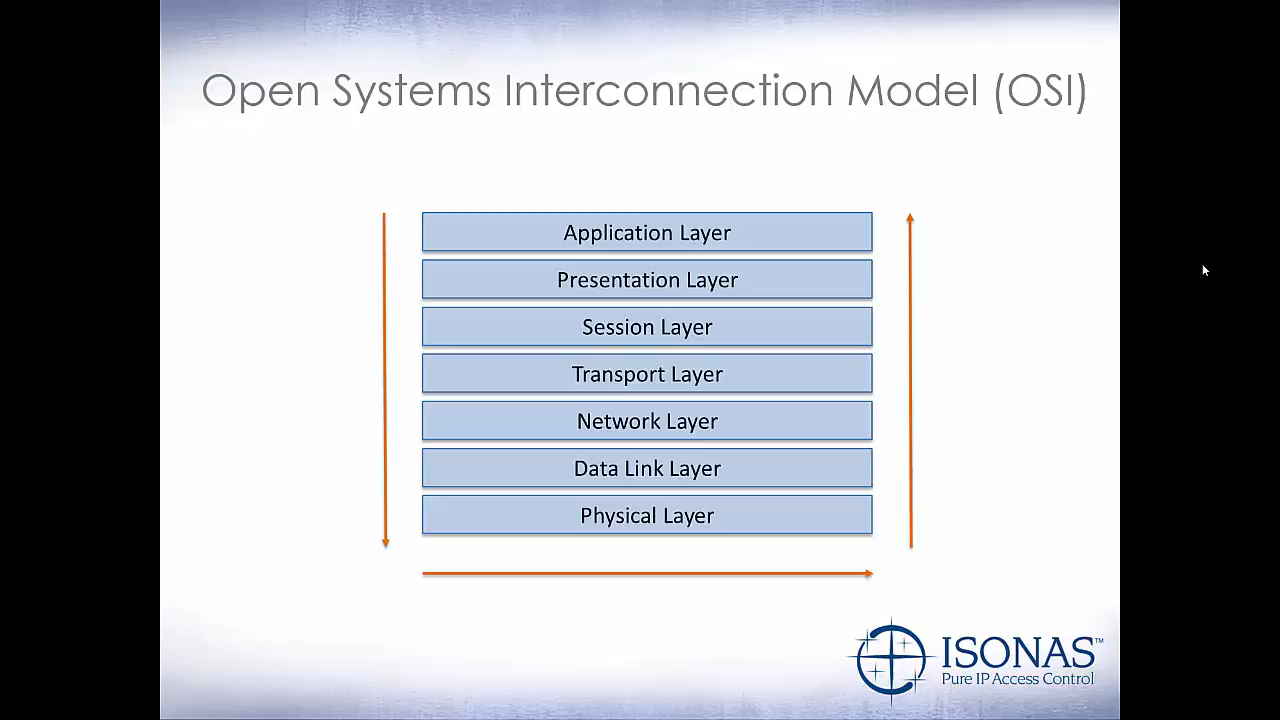 Open Systems Interconnection Model (OSI)
Application Layer
Presentation Layer
Session Layer
Transport Layer
Network Layer
Data Link Layer
Physical Layer
ISONAS™
Pure IP Access Control